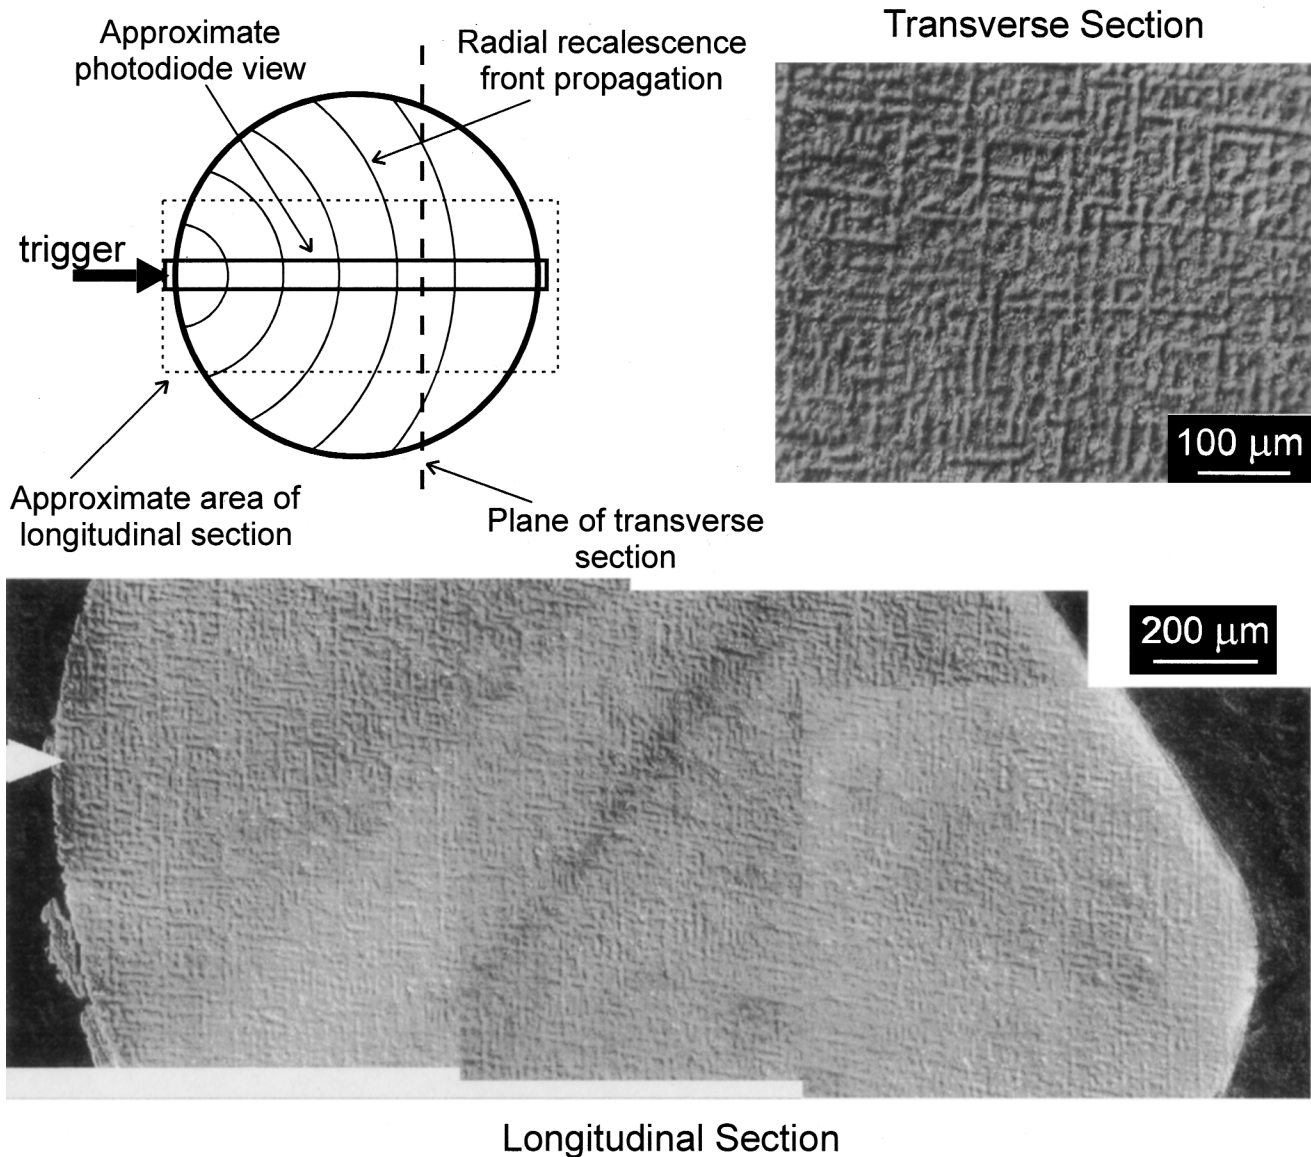 Approximate
photodiode view
Radial recalescence
front propagation
Transverse Section
trigger
100 μm
Approximate area of
longitudinal section
Plane of transverse
section
200 μm
Longitudinal Section